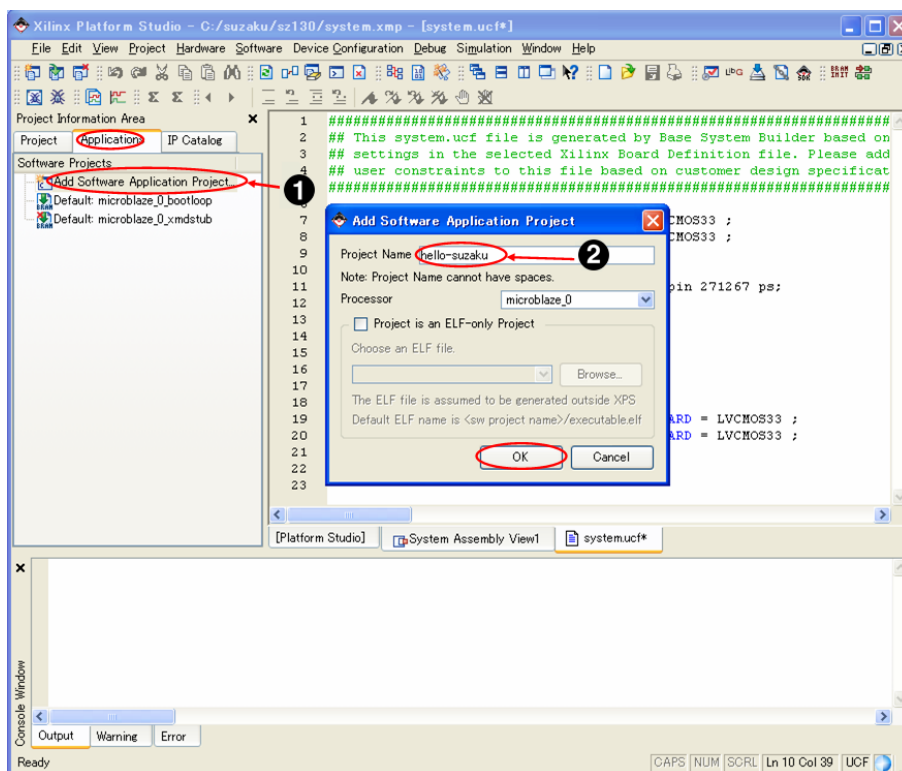 Xilinx Platform Studio - C:/suzaku/sz130/system.xmp - [system.ucf*]
File Edit View Project Hardware Software Device Configuration Debug Simulation Window Help
Project Information Area
Project Applications IP Catalog
Software Projects
Add Software Application Project...
Default: microblaze_0_bootloop
Default: microblaze_0_xmdstub
1
1 ################################################################
2 ## This system.ucf file is generated by Base System Builder based on
3 ## settings in the selected Xilinx Board Definition file. Please add
4 ## user constraints to this file based on customer design specificat
################################################################
7 CMOS33 ;
8 CMOS33 ;
9
10
11 pin 271267 ps;
12
13
14
15
16
17
18
19 ARD = LVCMOS33 ;
20 ARD = LVCMOS33 ;
21
22
23
Add Software Application Project
Project Name hello-suzaku
2
Note: Project Name cannot have spaces.
Processor microblaze_0
Project is an ELF-only Project
Choose an ELF file.
Browse...
The ELF file is assumed to be generated outside XPS
Default ELF name is <sw project name>/executable.elf
OK Cancel
[Platform Studio] System Assembly View1 system.ucf*
Console Window
Output Warning Error
Ready CAPS NUM SCRL Ln 10 Col 39 UCF